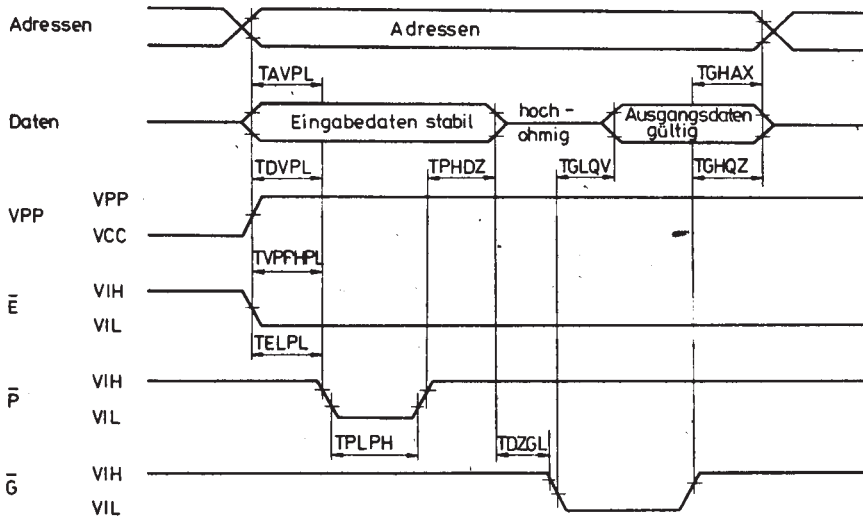 Adressen
Adressen
TAVPL
TGHAX
Daten
Eingabedaten stabil
hoch-
ohmig
Ausgangsdaten
gültig
TDVPL
TPHDZ
TGLQV
TGHQZ
VPP
VPP
VCC
TVPFHPL
E̅
VIH
VIL
TELPL
P̅
VIH
VIL
TPLPH
TDZGL
G̅
VIH
VIL